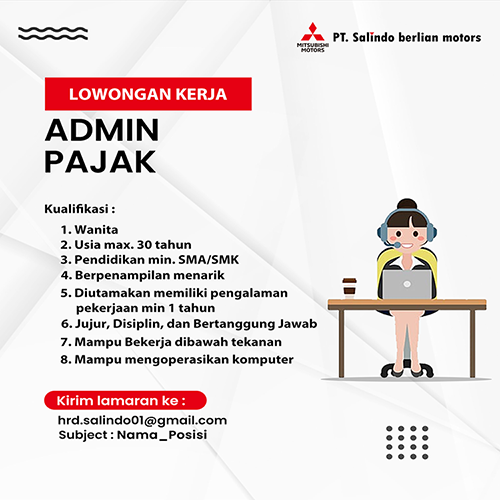 MITSUBISHI
MOTORS
PT. Salindo berlian motors
LOWONGAN KERJA
ADMIN
PAJAK
Kualifikasi :
1. Wanita
2. Usia max. 30 tahun
3. Pendidikan min. SMA/SMK
4. Berpenampilan menarik
5. Diutamakan memiliki pengalaman
pekerjaan min 1 tahun
6. Jujur, Disiplin, dan Bertanggung Jawab
7. Mampu Bekerja dibawah tekanan
8. Mampu mengoperasikan komputer
Kirim lamaran ke :
hrd.salindo01@gmail.com
Subject : Nama_Posisi